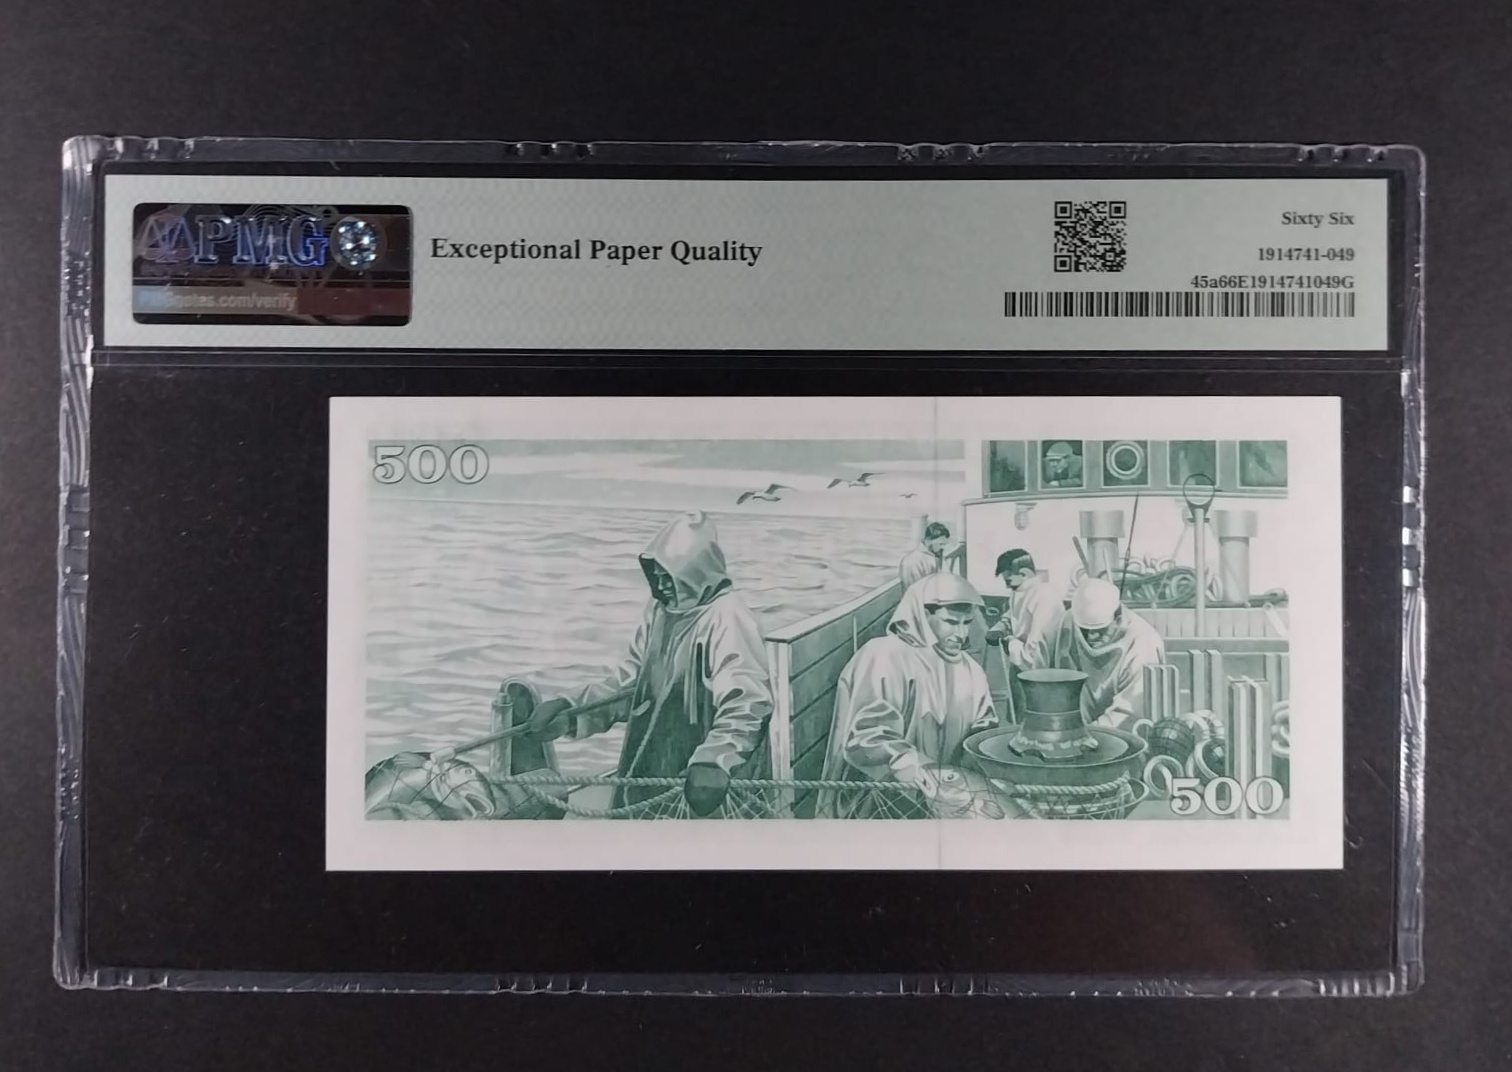 PMG
PMGnotes.com/verify
Exceptional Paper Quality
Sixty Six
1914741-049
45a66E1914741049G
500
500